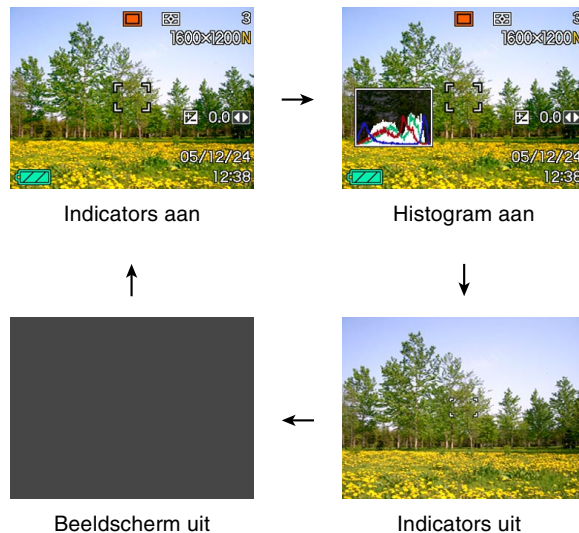 3
1600×1200N
0.0
05/12/24
12:38
Indicators aan
3
1600×1200N
0.0
05/12/24
12:38
Histogram aan
Beeldscherm uit
Indicators uit